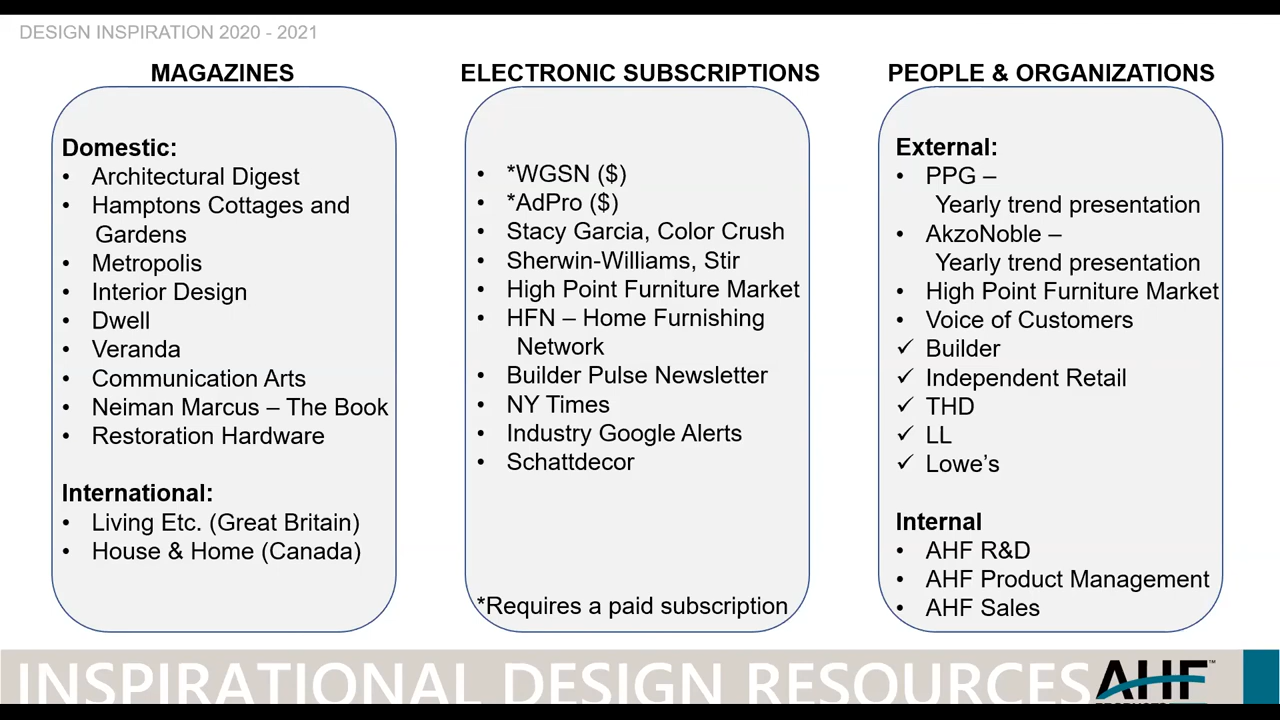 DESIGN INSPIRATION 2020 - 2021
MAGAZINES
Domestic:
• Architectural Digest
• Hamptons Cottages and
Gardens
• Metropolis
• Interior Design
• Dwell
• Veranda
• Communication Arts
• Neiman Marcus – The Book
• Restoration Hardware
International:
• Living Etc. (Great Britain)
• House & Home (Canada)
ELECTRONIC SUBSCRIPTIONS
• *WGSN ($)
• *AdPro ($)
• Stacy Garcia, Color Crush
• Sherwin-Williams, Stir
• High Point Furniture Market
• HFN – Home Furnishing
Network
• Builder Pulse Newsletter
• NY Times
• Industry Google Alerts
• Schattdecor
*Requires a paid subscription
PEOPLE & ORGANIZATIONS
External:
• PPG –
Yearly trend presentation
• AkzoNoble –
Yearly trend presentation
• High Point Furniture Market
• Voice of Customers
✓ Builder
✓ Independent Retail
✓ THD
✓ LL
✓ Lowe's
Internal
• AHF R&D
• AHF Product Management
• AHF Sales
INSPIRATIONAL DESIGN RESOURCES
AHF™